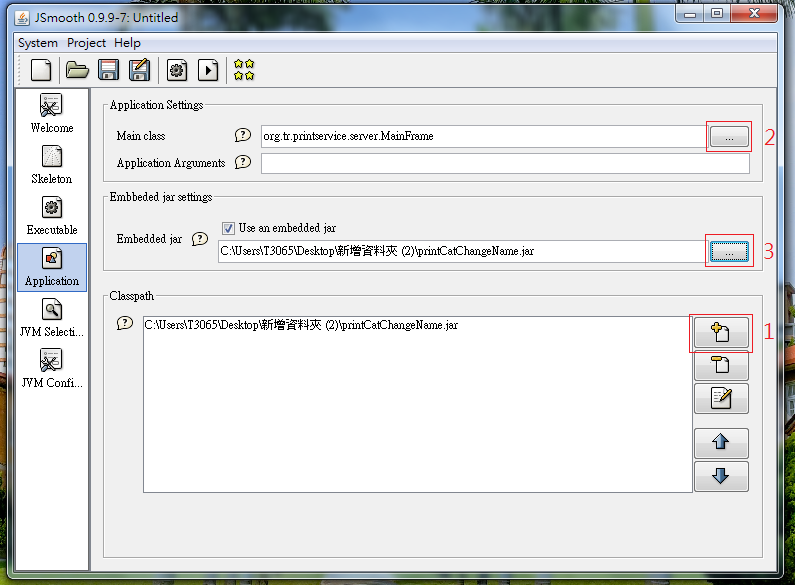 JSmooth 0.9.9-7: Untitled
System Project Help
Welcome
Skeleton
Executable
Application
JVM Selecti...
JVM Confi...
Application Settings
Main class
org.tr.printservice.server.MainFrame
...
2
Application Arguments
Embbeded jar settings
Use an embedded jar
Embedded jar
C:\Users\T3065\Desktop\新增資料夾 (2)\printCatChangeName.jar
...
3
Classpath
C:\Users\T3065\Desktop\新增資料夾 (2)\printCatChangeName.jar
1